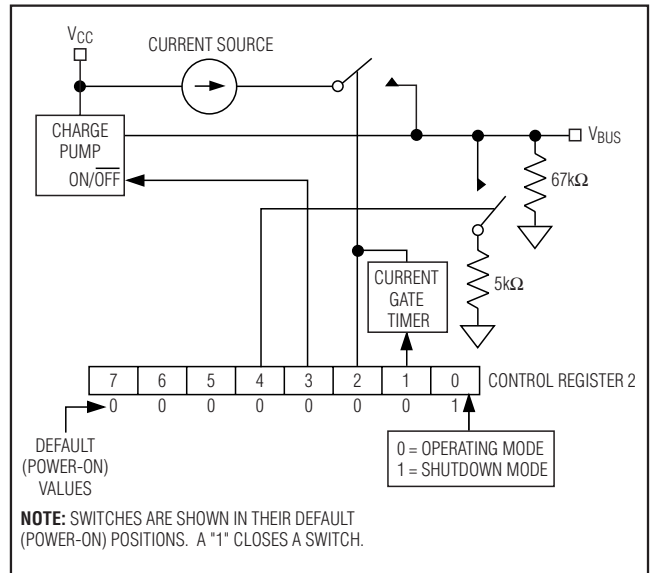 VCC
CURRENT SOURCE
CHARGE
PUMP
ON/OFF
VBUS
67kΩ
5kΩ
CURRENT
GATE
TIMER
7 6 5 4 3 2 1 0 CONTROL REGISTER 2
0 0 0 0 0 0 0 1
DEFAULT
(POWER-ON)
VALUES
0 = OPERATING MODE
1 = SHUTDOWN MODE
NOTE: SWITCHES ARE SHOWN IN THEIR DEFAULT
(POWER-ON) POSITIONS. A "1" CLOSES A SWITCH.